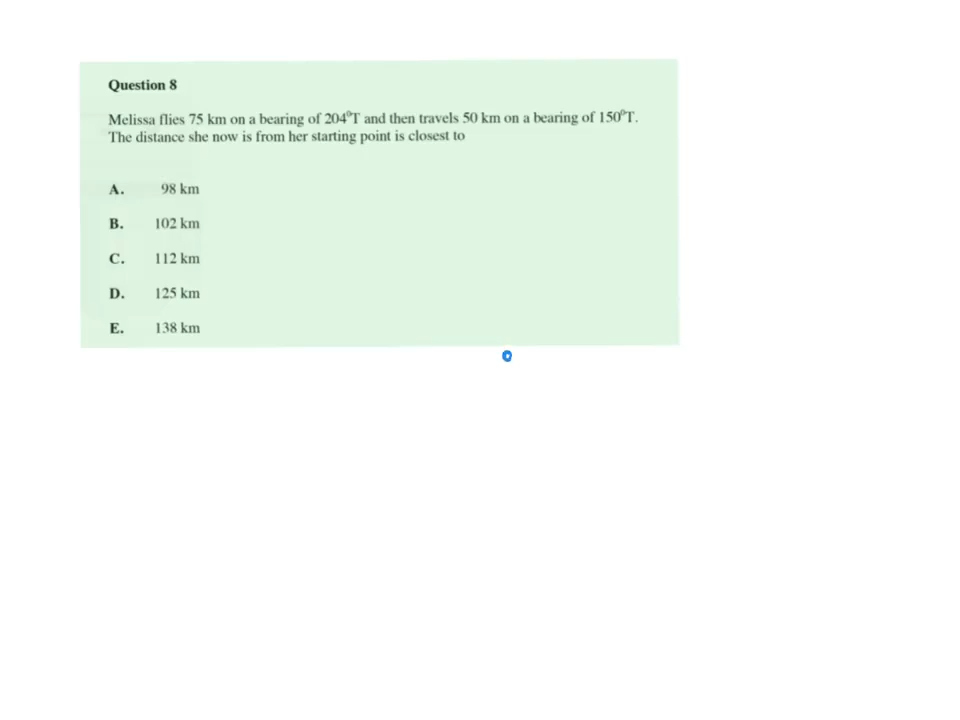 Question 8
Melissa flies 75 km on a bearing of 204°T and then travels 50 km on a bearing of 150°T.
The distance she now is from her starting point is closest to
A. 98 km
B. 102 km
C. 112 km
D. 125 km
E. 138 km